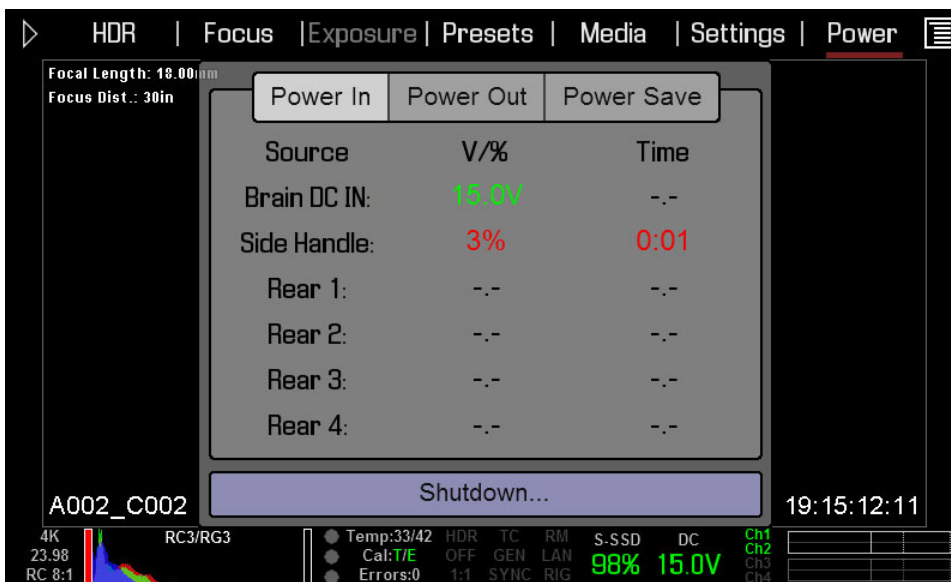 HDR | Focus | Exposure | Presets | Media | Settings | Power
Focal Length: 18.00mm
Focus Dist.: 30in
Power In Power Out Power Save
Source V/% Time
Brain DC IN: 15.0V -.-
Side Handle: 3% 0:01
Rear 1: -.- -.-
Rear 2: -.- -.-
Rear 3: -.- -.-
Rear 4: -.- -.-
Shutdown...
A002_C002 19:15:12:11
4K RC3/RG3 Temp:33/42 HDR TC RM S-SSD DC Ch1
23.98 Cal:T/E OFF GEN LAN 98% 15.0V Ch2
RC 8:1 Errors:0 1:1 SYNC RIG Ch3
Ch4